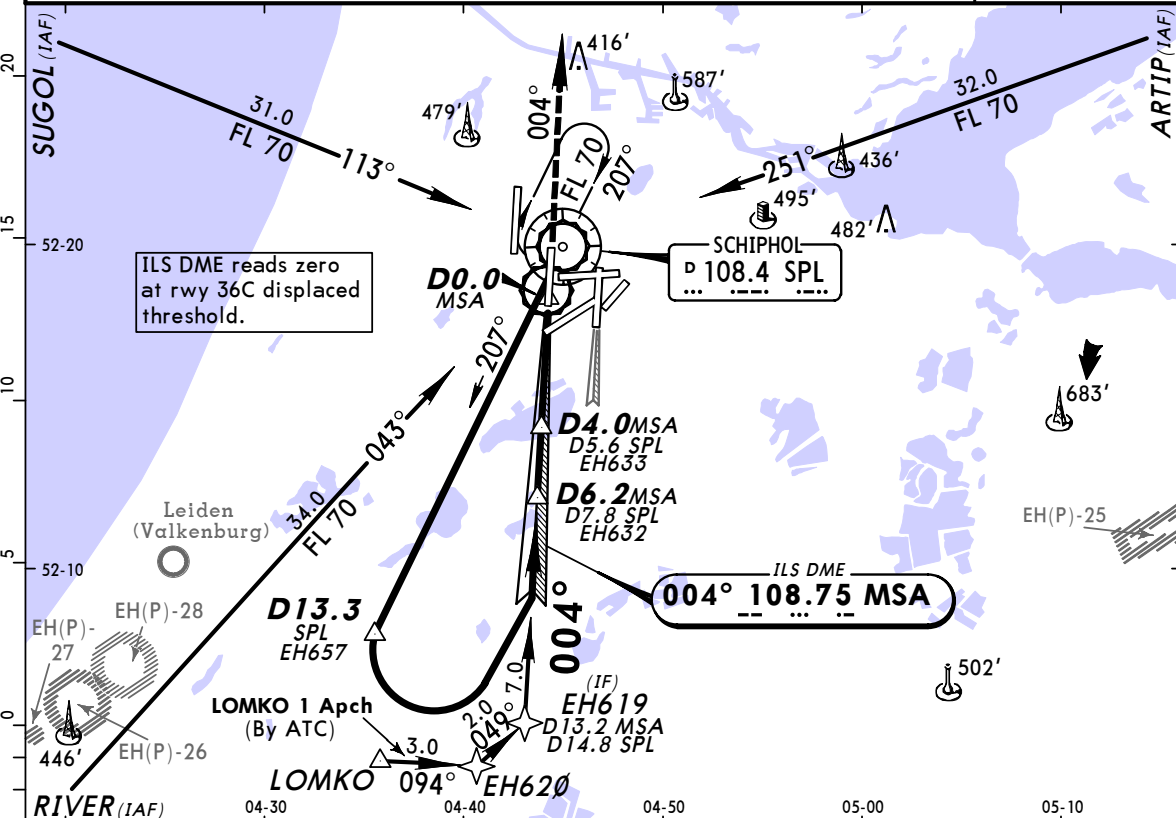 SUGOL (IAF)
31.0
FL 70
113°
416'
587'
479'
004°
FL 70
207°
ARTIP (IAF)
32.0
FL 70
251°
436'
495'
482'
SCHIPHOL
D 108.4 SPL
ILS DME reads zero
at rwy 36C displaced
threshold.
D0.0
MSA
207°
043°
34.0
FL 70
683'
D4.0 MSA
D5.6 SPL
EH633
D6.2 MSA
D7.8 SPL
EH632
Leiden
(Valkenburg)
EH(P)-25
ILS DME
004° 108.75 MSA
004°
EH(P)-28
EH(P)-
27
EH(P)-26
446'
D13.3
SPL
EH657
502'
LOMKO 1 Apch
(By ATC)
7.0
2.0
049°
(IF)
EH619
D13.2 MSA
D14.8 SPL
3.0
094°
LOMKO
EH62Ø
RIVER (IAF)
20
15
10
5
0
52-20
52-10
04-30
04-40
04-50
05-00
05-10